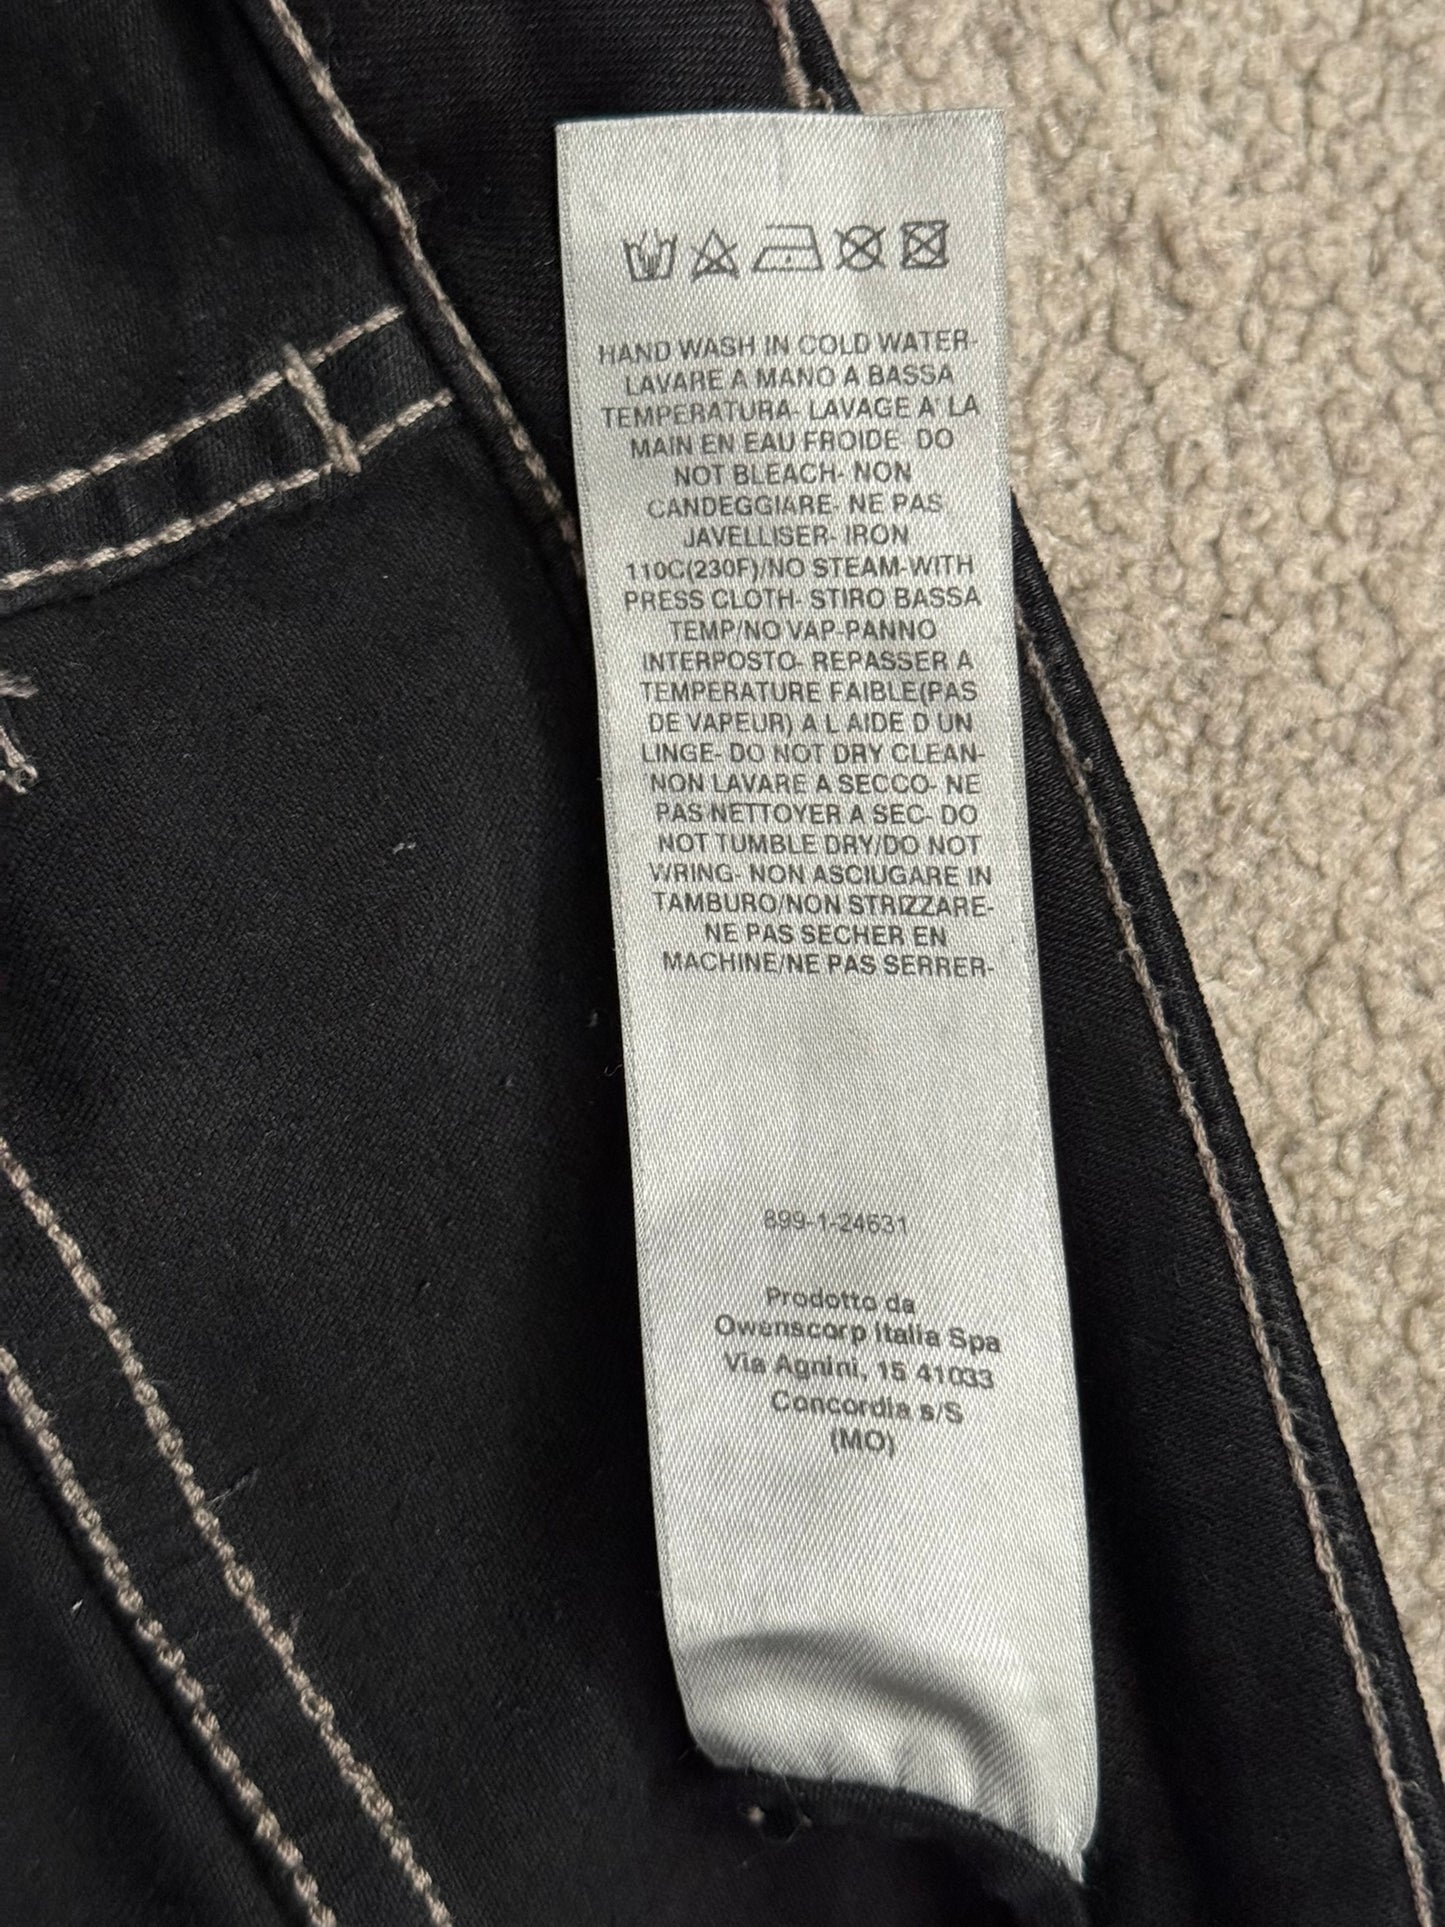 HAND WASH IN COLD WATER-
LAVARE A MANO A BASSA
TEMPERATURA- LAVAGE A' LA
MAIN EN EAU FROIDE DO
NOT BLEACH- NON
CANDEGGIARE- NE PAS
JAVELLISER- IRON
110C(230F)/NO STEAM-WITH
PRESS CLOTH- STIRO BASSA
TEMP/NO VAP-PANNO
INTERPOSTO- REPASSER A
TEMPERATURE FAIBLE(PAS
DE VAPEUR) A L AIDE D UN
LINGE- DO NOT DRY CLEAN-
NON LAVARE A SECCO- NE
PAS NETTOYER A SEC- DO
NOT TUMBLE DRY/DO NOT
WRING- NON ASCIUGARE IN
TAMBURO/NON STRIZZARE-
NE PAS SECHER EN
MACHINE/NE PAS SERRER-
899-1-24631
Prodotto da
Owenscorp Italia Spa
Via Agnini, 15 41033
Concordia s/S
(MO)